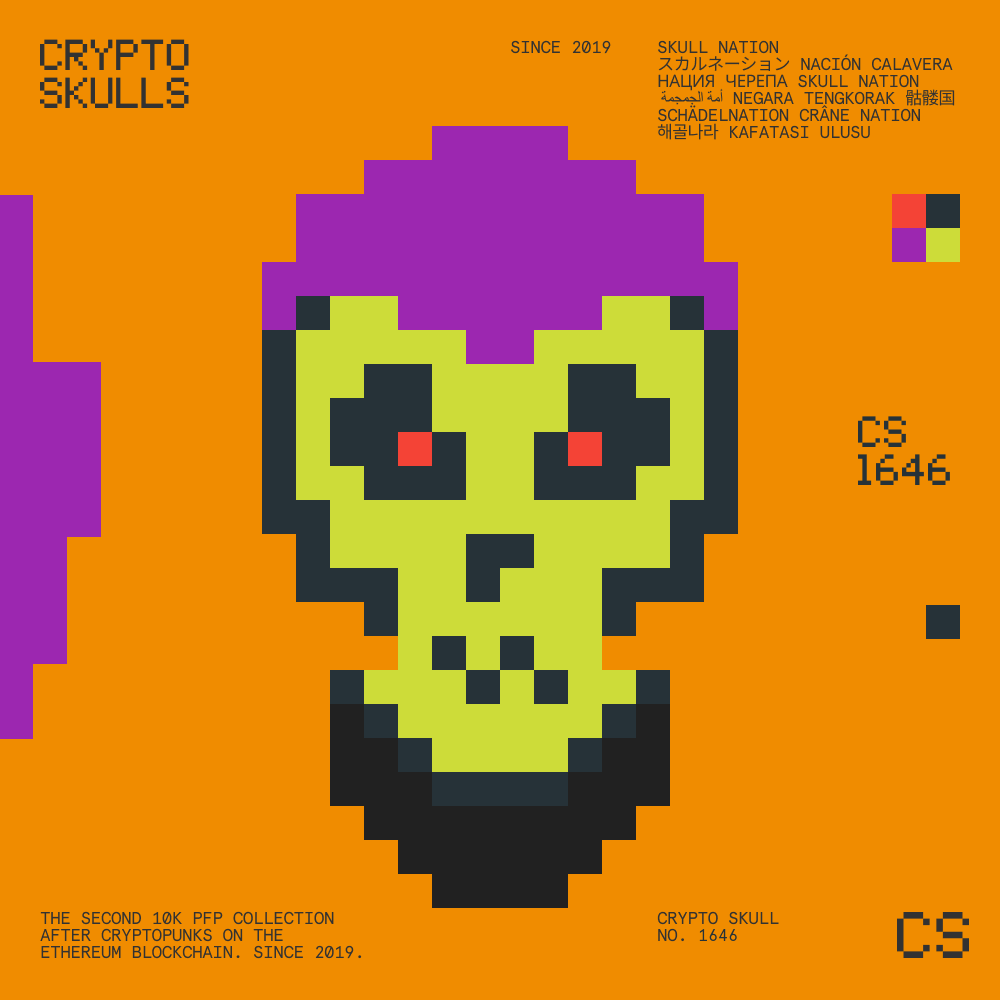 CRYPTO
SKULLS
SINCE 2019
SKULL NATION
スカルネーション NACIÓN CALAVERA
НАЦИЯ ЧЕРЕПА SKULL NATION
أمة الجمجمة NEGARA TENGKORAK 骷髅国
SCHÄDELNATION CRÂNE NATION
해골나라 KAFATASI ULUSU
CS
1646
THE SECOND 10K PFP COLLECTION
AFTER CRYPTOPUNKS ON THE
ETHEREUM BLOCKCHAIN. SINCE 2019.
CRYPTO SKULL
NO. 1646
CS